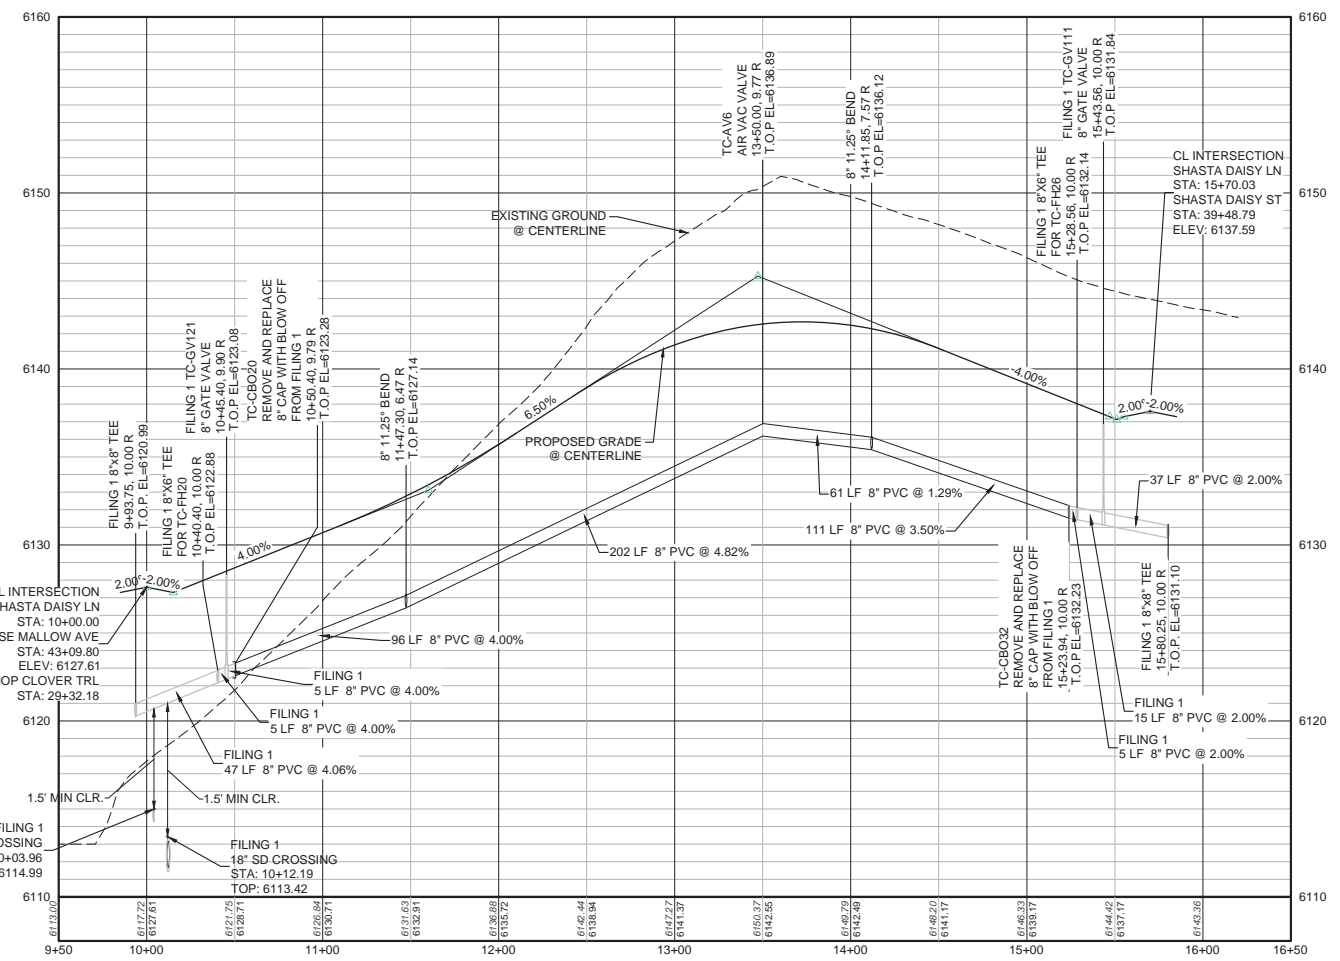 6160
6160
6150
6150
6140
6140
6130
6130
6120
6120
6110
6110
TC-AV6
AIR VAC VALVE
13+50.00, 9.77 R
T.O.P EL=6136.89
8" 11.25° BEND
14+11.85, 7.57 R
T.O.P EL=6136.12
FILING 1 TC-GV111
8" GATE VALVE
15+43.56, 10.00 R
T.O.P EL=6131.84
FILING 1 8"X6" TEE
FOR TC-FH26
15+28.56, 10.00 R
T.O.P EL=6132.14
CL INTERSECTION
SHASTA DAISY LN
STA: 15+70.03
SHASTA DAISY ST
STA: 39+48.79
ELEV: 6137.59
EXISTING GROUND
@ CENTERLINE
TC-CBO20
REMOVE AND REPLACE
8" CAP WITH BLOW OFF
FROM FILING 1
10+50.40, 9.79 R
T.O.P EL=6123.28
FILING 1 TC-GV121
8" GATE VALVE
10+45.40, 9.90 R
T.O.P EL=6123.08
8" 11.25° BEND
11+47.30, 6.47 R
T.O.P EL=6127.14
FILING 1 8"x8" TEE
9+93.75, 10.00 R
T.O.P. EL=6120.99
FILING 1 8"X6" TEE
FOR TC-FH20
10+40.40, 10.00 R
T.O.P EL=6122.88
6.50%
-4.00%
2.00%
-2.00%
PROPOSED GRADE
@ CENTERLINE
4.00%
2.00%
-2.00%
61 LF 8" PVC @ 1.29%
37 LF 8" PVC @ 2.00%
111 LF 8" PVC @ 3.50%
202 LF 8" PVC @ 4.82%
L INTERSECTION
HASTA DAISY LN
STA: 10+00.00
SE MALLOW AVE
STA: 43+09.80
ELEV: 6127.61
OP CLOVER TRL
STA: 29+32.18
96 LF 8" PVC @ 4.00%
FILING 1
5 LF 8" PVC @ 4.00%
FILING 1
5 LF 8" PVC @ 4.00%
FILING 1
47 LF 8" PVC @ 4.06%
TC-CBO32
REMOVE AND REPLACE
8" CAP WITH BLOW OFF
FROM FILING 1
15+23.94, 10.00 R
T.O.P EL=6132.23
FILING 1 8"x8" TEE
15+80.25, 10.00 R
T.O.P. EL=6131.10
FILING 1
15 LF 8" PVC @ 2.00%
FILING 1
5 LF 8" PVC @ 2.00%
1.5' MIN CLR.
1.5' MIN CLR.
FILING 1
OSSING
0+03.96
6114.99
FILING 1
18" SD CROSSING
STA: 10+12.19
TOP: 6113.42
6113.00
6117.72
6127.61
6121.75
6128.71
6126.84
6130.71
6131.63
6132.91
6136.88
6135.72
6142.44
6138.94
6147.27
6141.37
6150.37
6142.55
6149.79
6142.49
6148.20
6141.17
6146.33
6139.17
6144.42
6137.17
6143.36
9+50
10+00
11+00
12+00
13+00
14+00
15+00
16+00
16+50